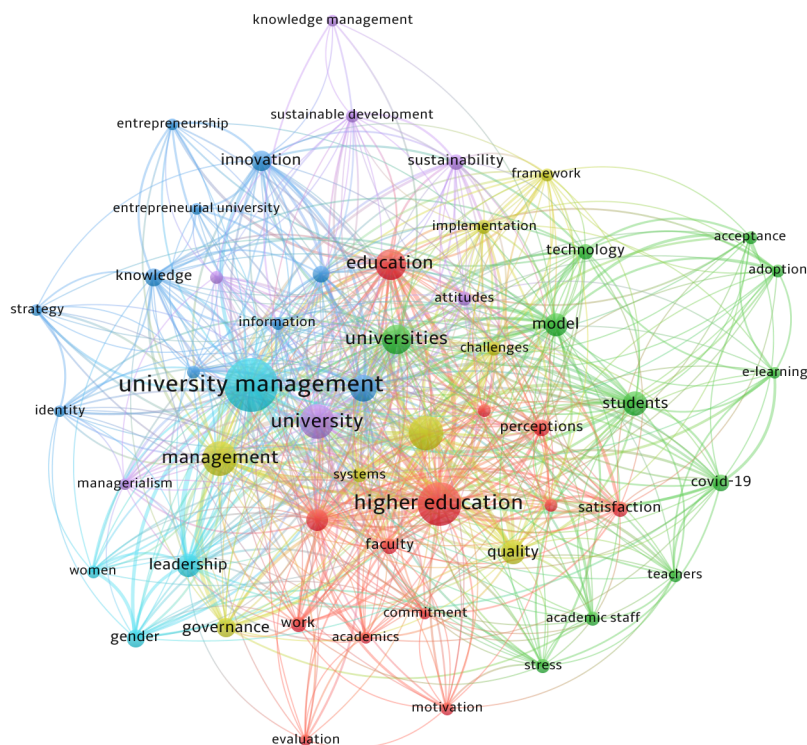 knowledge management
sustainable development
entrepreneurship
innovation
sustainability
framework
entrepreneurial university
implementation
acceptance
technology
education
adoption
knowledge
attitudes
strategy
information
model
universities
challenges
e-learning
university management
students
identity
university
perceptions
management
systems
covid-19
managerialism
higher education
satisfaction
faculty
quality
leadership
women
teachers
commitment
academic staff
governance
work
gender
academics
stress
motivation
evaluation